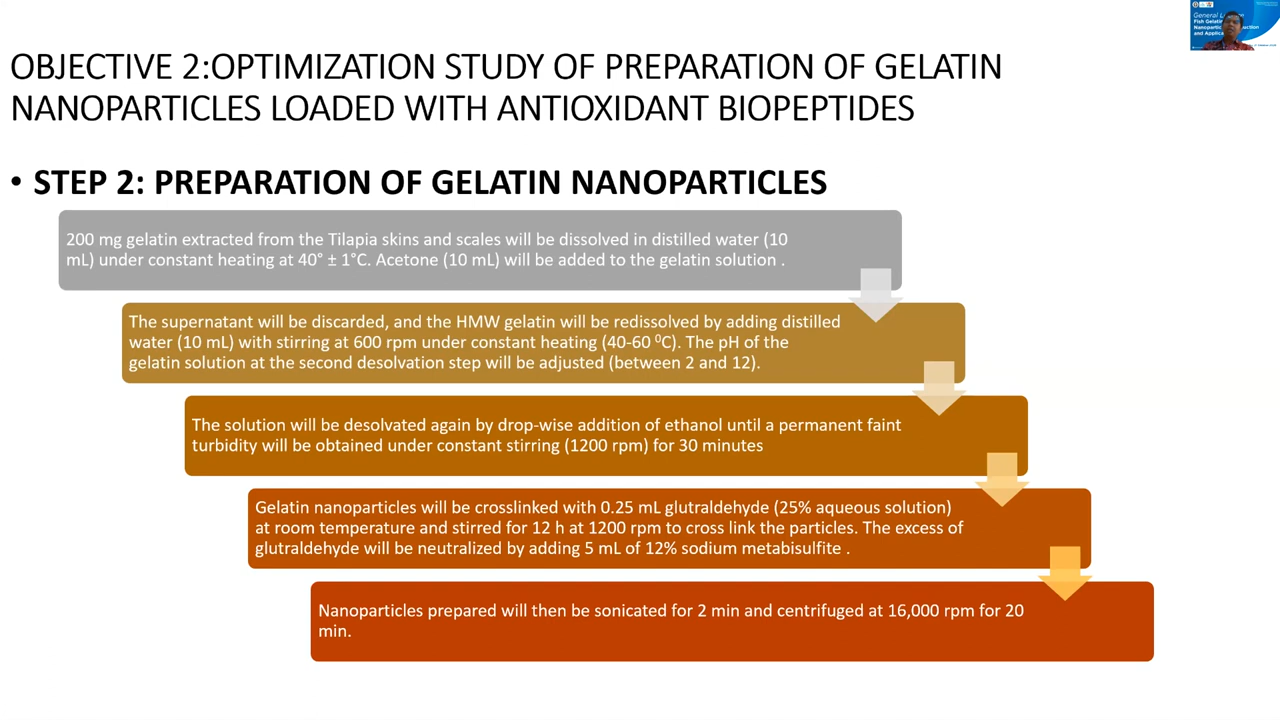 General L
Fish Gelatin
Nanopartic
and Applica
OBJECTIVE 2:OPTIMIZATION STUDY OF PREPARATION OF GELATIN
NANOPARTICLES LOADED WITH ANTIOXIDANT BIOPEPTIDES
• STEP 2: PREPARATION OF GELATIN NANOPARTICLES
200 mg gelatin extracted from the Tilapia skins and scales will be dissolved in distilled water (10
mL) under constant heating at 40° ± 1°C. Acetone (10 mL) will be added to the gelatin solution .
The supernatant will be discarded, and the HMW gelatin will be redissolved by adding distilled
water (10 mL) with stirring at 600 rpm under constant heating (40-60 ⁰C). The pH of the
gelatin solution at the second desolvation step will be adjusted (between 2 and 12).
The solution will be desolvated again by drop-wise addition of ethanol until a permanent faint
turbidity will be obtained under constant stirring (1200 rpm) for 30 minutes
Gelatin nanoparticles will be crosslinked with 0.25 mL glutraldehyde (25% aqueous solution)
at room temperature and stirred for 12 h at 1200 rpm to cross link the particles. The excess of
glutraldehyde will be neutralized by adding 5 mL of 12% sodium metabisulfite .
Nanoparticles prepared will then be sonicated for 2 min and centrifuged at 16,000 rpm for 20
min.